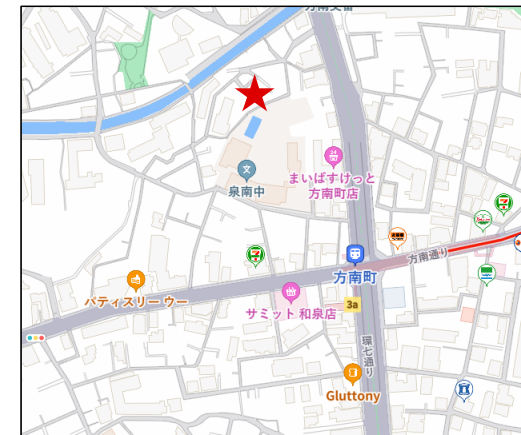 方南支番
泉南中
まいばすけっと
方南町店
方南通り
方南町
パティスリー ウー
サミット 和泉店
3a
環七通り
Gluttony